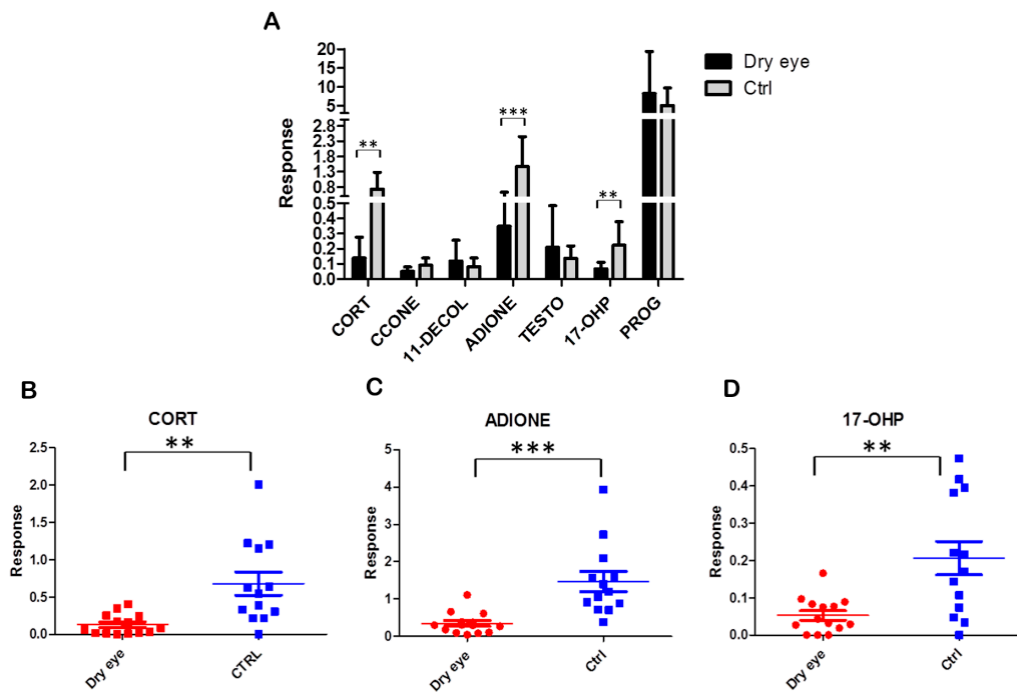 A
Response
20
15
10
5
2.8
2.3
1.8
1.3
0.8
0.5
0.4
0.3
0.2
0.1
0.0
**
***
**
Dry eye
Ctrl
CORT
CCONE
11-DECOL
ADIONE
TESTO
17-OHP
PROG
B
CORT
**
Response
2.5
2.0
1.5
1.0
0.5
0.0
Dry eye
CTRL
C
ADIONE
***
Response
5
4
3
2
1
0
Dry eye
Ctrl
D
17-OHP
**
Response
0.5
0.4
0.3
0.2
0.1
0.0
Dry eye
Ctrl